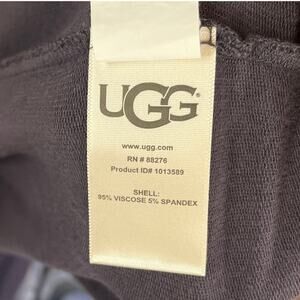 UGG®
www.ugg.com
RN # 88276
Product ID# 1013589
SHELL:
95% VISCOSE 5% SPANDEX